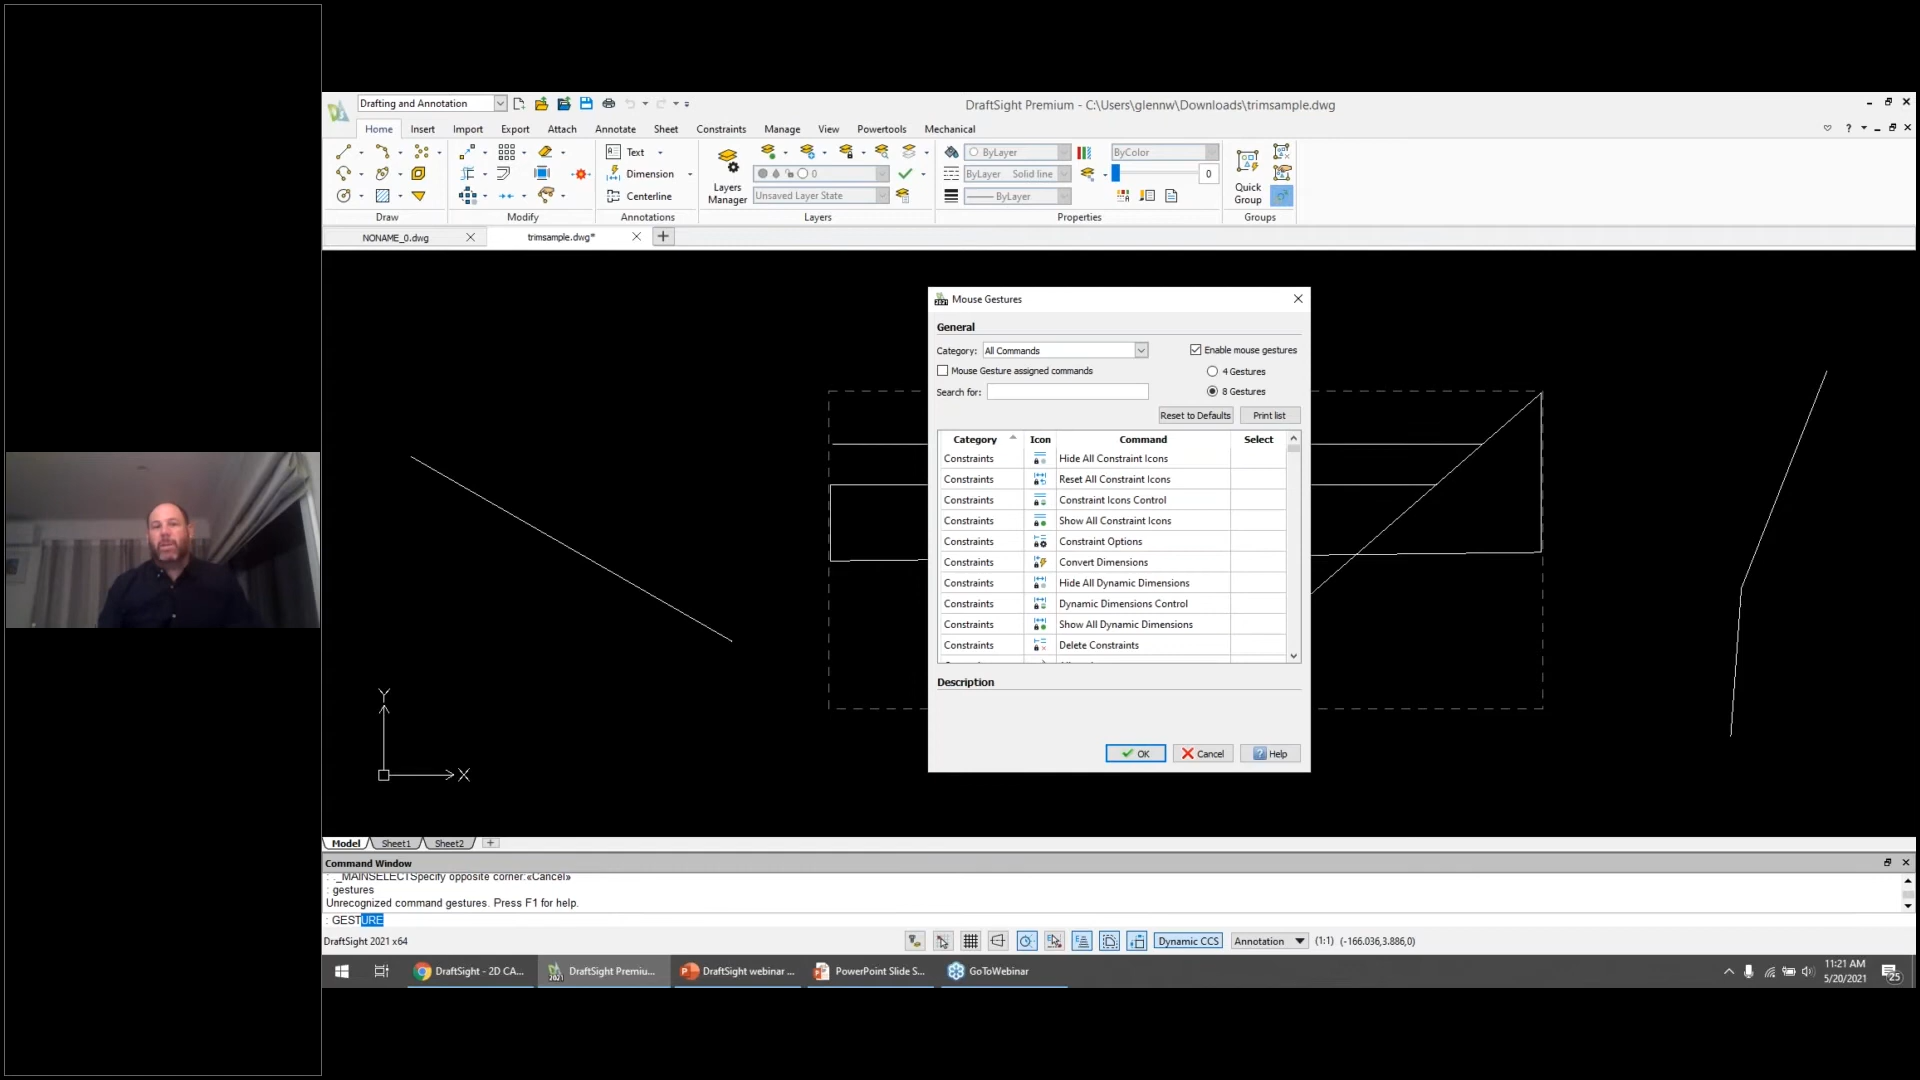 Drafting and Annotation
DraftSight Premium - C:\Users\glennw\Downloads\trimsample.dwg
Home Insert Import Export Attach Annotate Sheet Constraints Manage View Powertools Mechanical
Text
Dimension
Centerline
Layers
Manager
0
Unsaved Layer State
ByLayer
ByLayer Solid line
ByLayer
ByColor
0
Quick
Group
Draw Modify Annotations Layers Properties Groups
NONAME_0.dwg trimsample.dwg*
Mouse Gestures
General
Category: All Commands
Enable mouse gestures
Mouse Gesture assigned commands
4 Gestures
Search for:
8 Gestures
Reset to Defaults Print list
Category Icon Command Select
Constraints Hide All Constraint Icons
Constraints Reset All Constraint Icons
Constraints Constraint Icons Control
Constraints Show All Constraint Icons
Constraints Constraint Options
Constraints Convert Dimensions
Constraints Hide All Dynamic Dimensions
Constraints Dynamic Dimensions Control
Constraints Show All Dynamic Dimensions
Constraints Delete Constraints
Description
OK Cancel Help
Y
X
Model Sheet1 Sheet2
Command Window
: ._MAINSELECTSpecify opposite corner:«Cancel»
: gestures
Unrecognized command gestures. Press F1 for help.
: GESTURE
DraftSight 2021 x64
Dynamic CCS Annotation (1:1) (-166.036,3.886,0)
DraftSight - 2D CA... DraftSight Premiu... DraftSight webinar ... PowerPoint Slide S... GoToWebinar
11:21 AM
5/20/2021
25